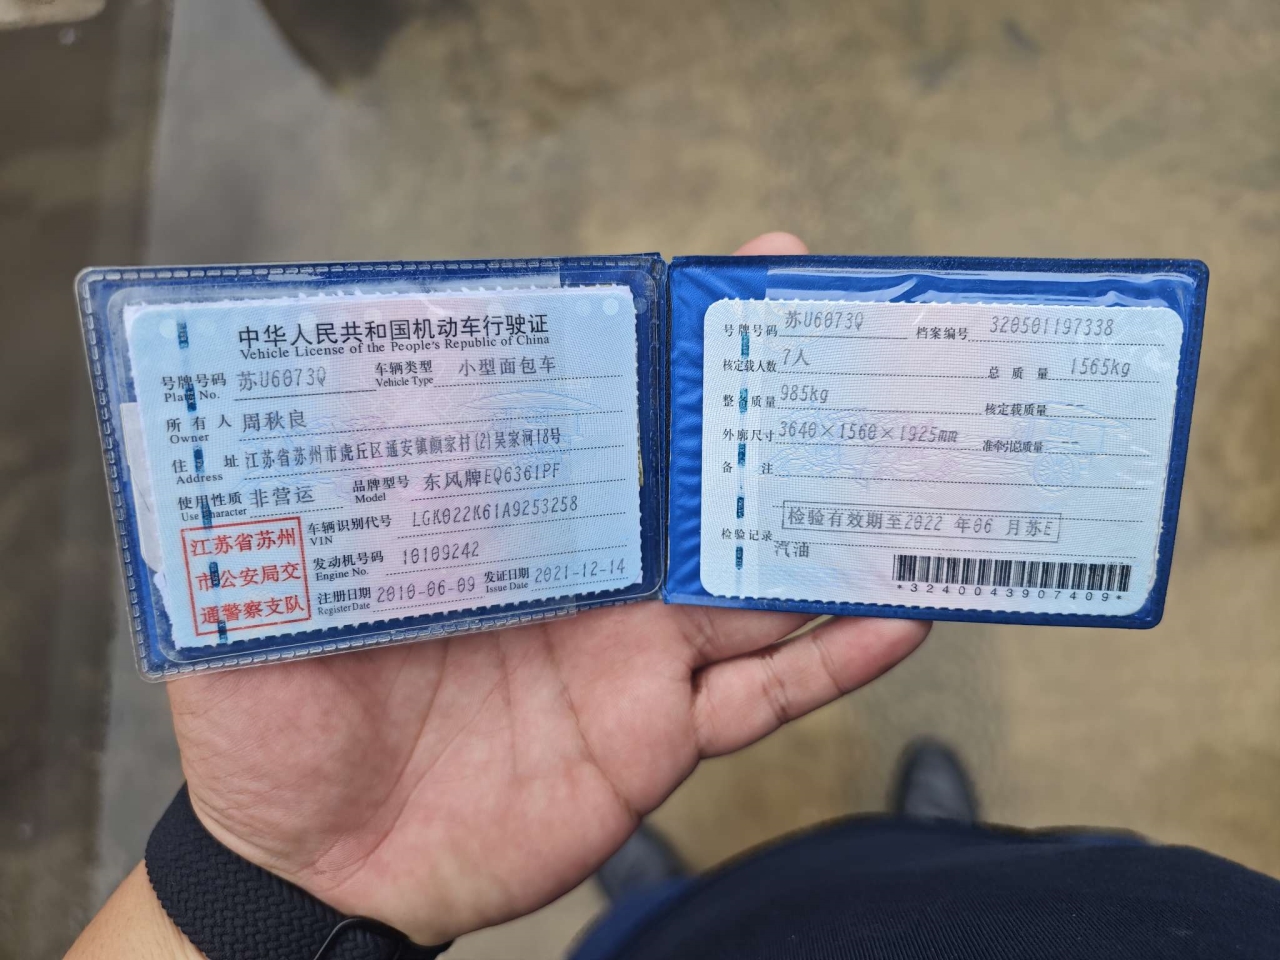 中华人民共和国机动车行驶证
Vehicle License of the People's Republic of China
号牌号码 苏U6073Q 车辆类型 小型面包车
Plate No. Vehicle Type
所有人 周秋良
Owner
住址 江苏省苏州市虎丘区通安镇颜家村(2)吴家河18号
Address
使用性质 非营运 品牌型号 东风牌EQ6361PF
Use Character Model
车辆识别代号 LGK022K61A9253258
VIN
发动机号码 10109242
Engine No.
注册日期 2010-06-09 发证日期 2021-12-14
Register Date Issue Date
江苏省苏州
市公安局交
通警察支队
号牌号码 苏U6073Q 档案编号 320501197338
核定载人数 7人 总质量 1565kg
整备质量 985kg 核定载质量 --
外廓尺寸 3640×1560×1925mm 准牵引总质量 --
备注
检验有效期至2022年06月苏E
检验记录 汽油
*3240043907409*